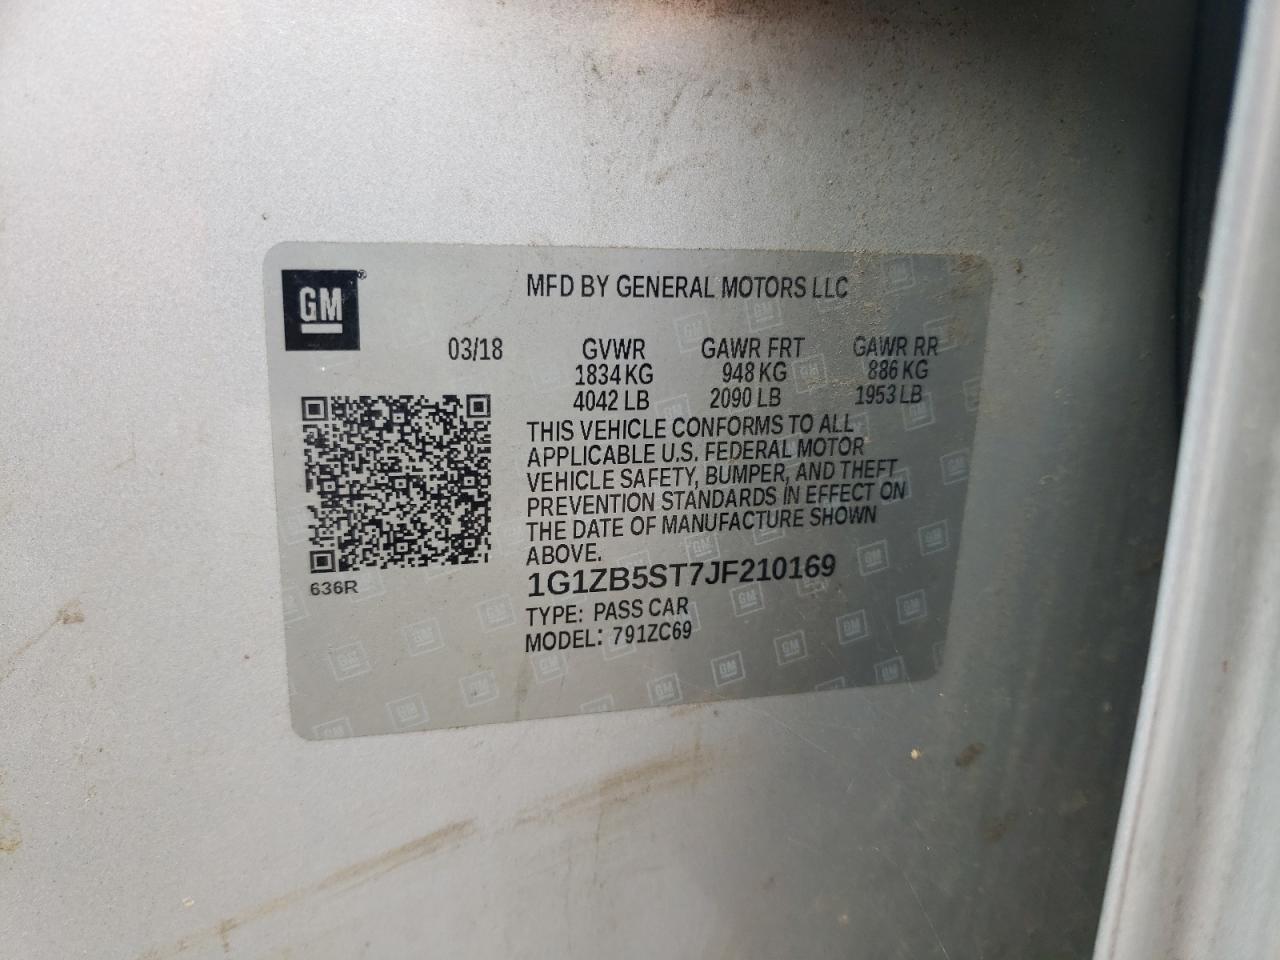 GM®
MFD BY GENERAL MOTORS LLC
03/18 GVWR GAWR FRT GAWR RR
1834 KG 948 KG 886 KG
4042 LB 2090 LB 1953 LB
THIS VEHICLE CONFORMS TO ALL
APPLICABLE U.S. FEDERAL MOTOR
VEHICLE SAFETY, BUMPER, AND THEFT
PREVENTION STANDARDS IN EFFECT ON
THE DATE OF MANUFACTURE SHOWN
ABOVE.
636R
1G1ZB5ST7JF210169
TYPE: PASS CAR
MODEL: 791ZC69